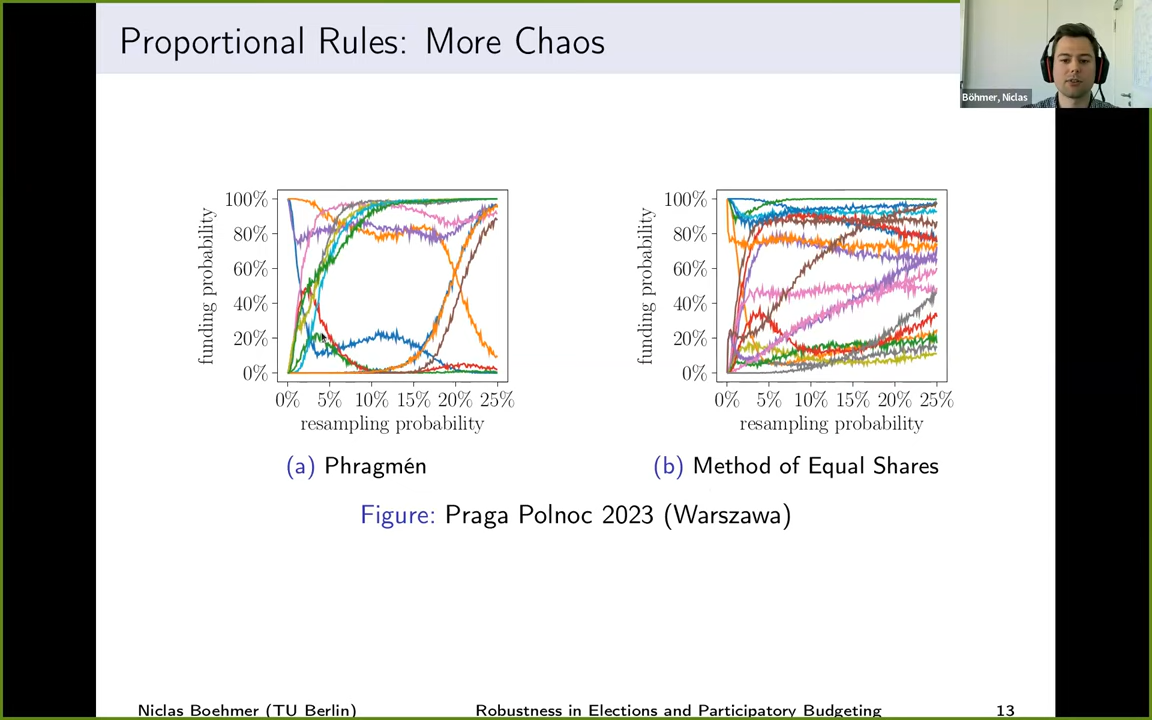 Proportional Rules: More Chaos
Böhmer, Niclas
100%
80%
60%
40%
20%
0%
funding probability
0% 5% 10% 15% 20% 25%
resampling probability
(a) Phragmén
100%
80%
60%
40%
20%
0%
funding probability
0% 5% 10% 15% 20% 25%
resampling probability
(b) Method of Equal Shares
Figure: Praga Polnoc 2023 (Warszawa)
Niclas Boehmer (TU Berlin) Robustness in Elections and Participatory Budgeting 13